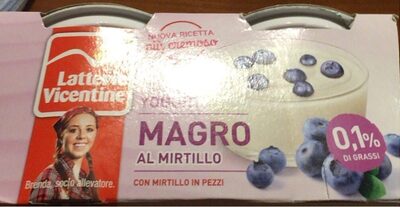 NUOVA RICETTA
più cremoso
Latterie
Vicentine
YOGURT
MAGRO
AL MIRTILLO
0,1%
DI GRASSI
CON MIRTILLO IN PEZZI
Brenda, socio allevatore.